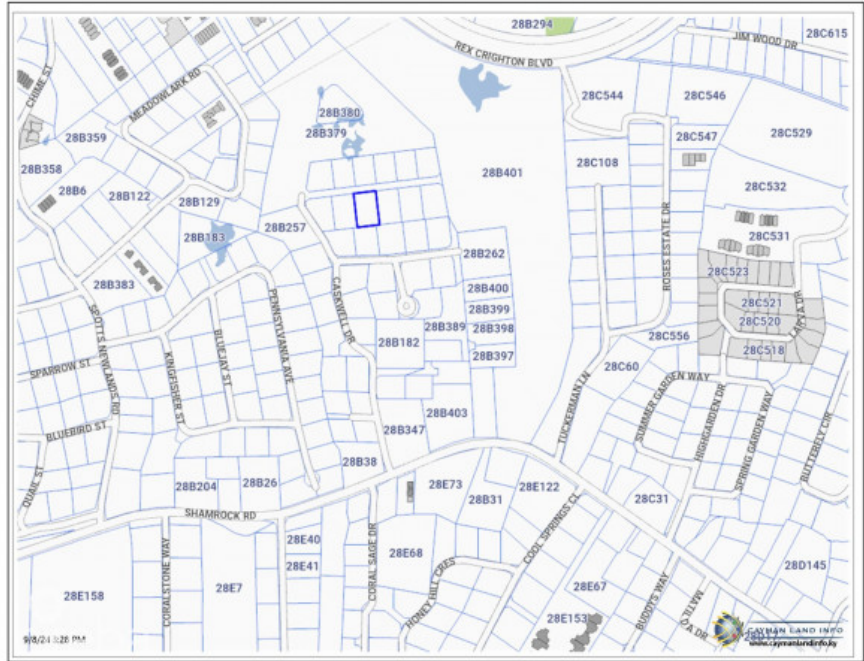 28B294
28C615
JIM WOOD DR
REX CRIGHTON BLVD
CHIME ST
MEADOWLARK RD
28C544
28C546
28B380
28B379
28B359
28C547
28C529
28B358
28C108
28B401
28B6
28B122
28C532
28B129
ROSES ESTATE DR
28B257
28B183
28C531
28B262
28C523
28B383
28B400
LARVA DR
CASKWELL DR
PENNSYLVANIA AVE
28B399
28C521
28C520
28B389
28B398
28C556
SPOTTS NEWLANDS RD
28B182
28C518
BLUEJAY ST
28B397
KINGFISHER ST
SPARROW ST
28C60
SUMMER GARDEN WAY
TUCKERMAN LN
HIGHGARDEN DR
SPRING GARDEN WAY
28B403
BLUEBIRD ST
28B347
BUTTERFLY CIR
28B38
QUAIL ST
28B204
28B26
28E73
28E122
28B31
28C31
SHAMROCK RD
COOL SPRINGS CL
28E40
28E68
28E41
CORAL SAGE DR
28D145
CORALSTONE WAY
28E7
HONEY HILL CRES
28E67
28E158
BUDDYS WAY
28E153
CAYMAN LAND INFO
www.caymanlandinfo.ky